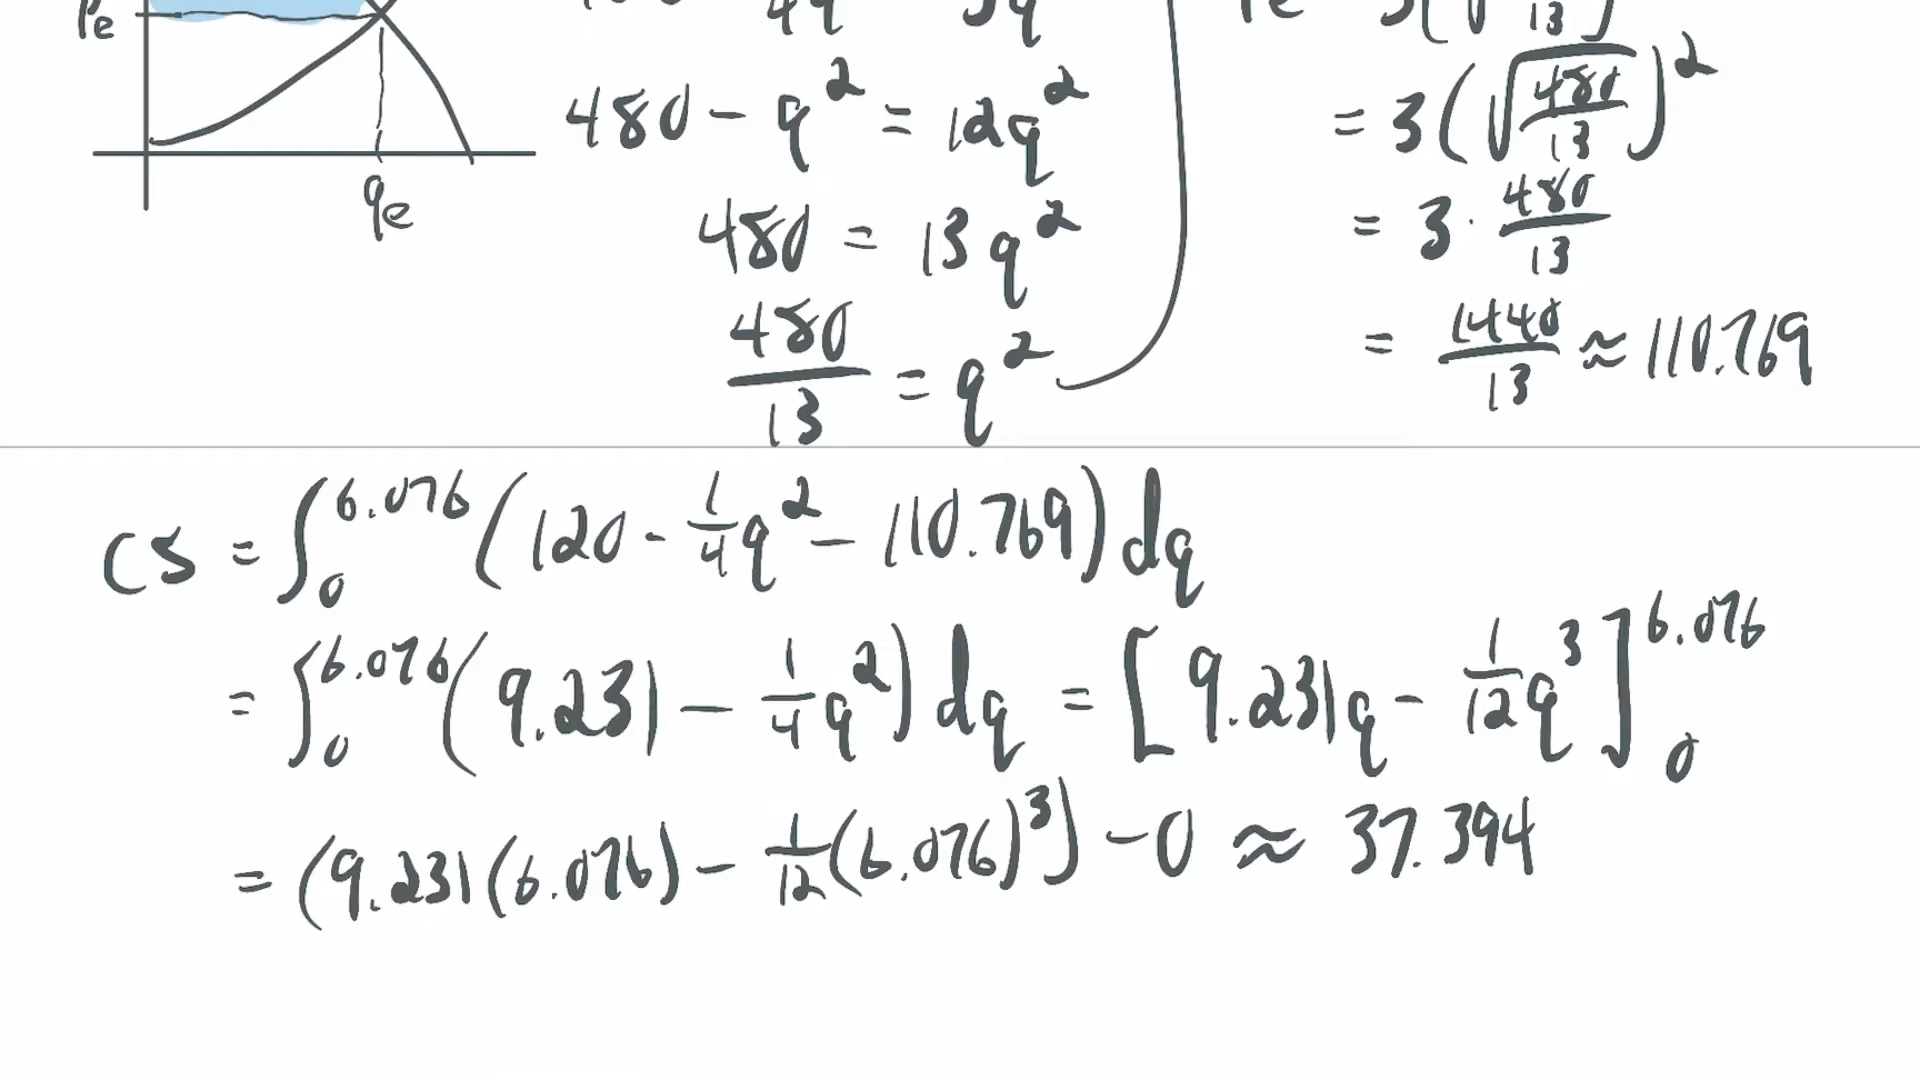 Pe
qe
480 - q² = 12q²
480 = 13q²
480/13 = q²
= 3(√(480/13))²
= 3 · 480/13
= 1440/13 ≈ 110.769
CS = ∫₀^6.076 (120 - 1/4 q² - 110.769) dq
= ∫₀^6.076 (9.231 - 1/4 q²) dq = [9.231q - 1/12 q³]₀^6.076
= (9.231(6.076) - 1/12 (6.076)³) - 0 ≈ 37.394